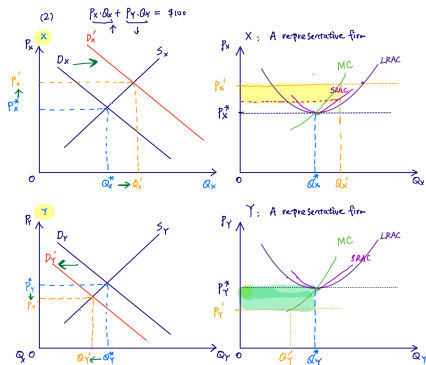 (2) Px·Qx + Py·Qy = $100
Px X Dx Dx' Sx
Px'
Px*
O Qx* → Qx' Qx
X: A representative firm
Px MC LRAC
Px' SRAC
Px*
O Qx* Qx' Qx
Py Y Dy Sy
Dy'
Py*
Py'
Qx O Qy' Qy* Qy
Y: A representative firm
Py MC LRAC
SRAC
Py*
Py'
O Qy' Qy* Qy